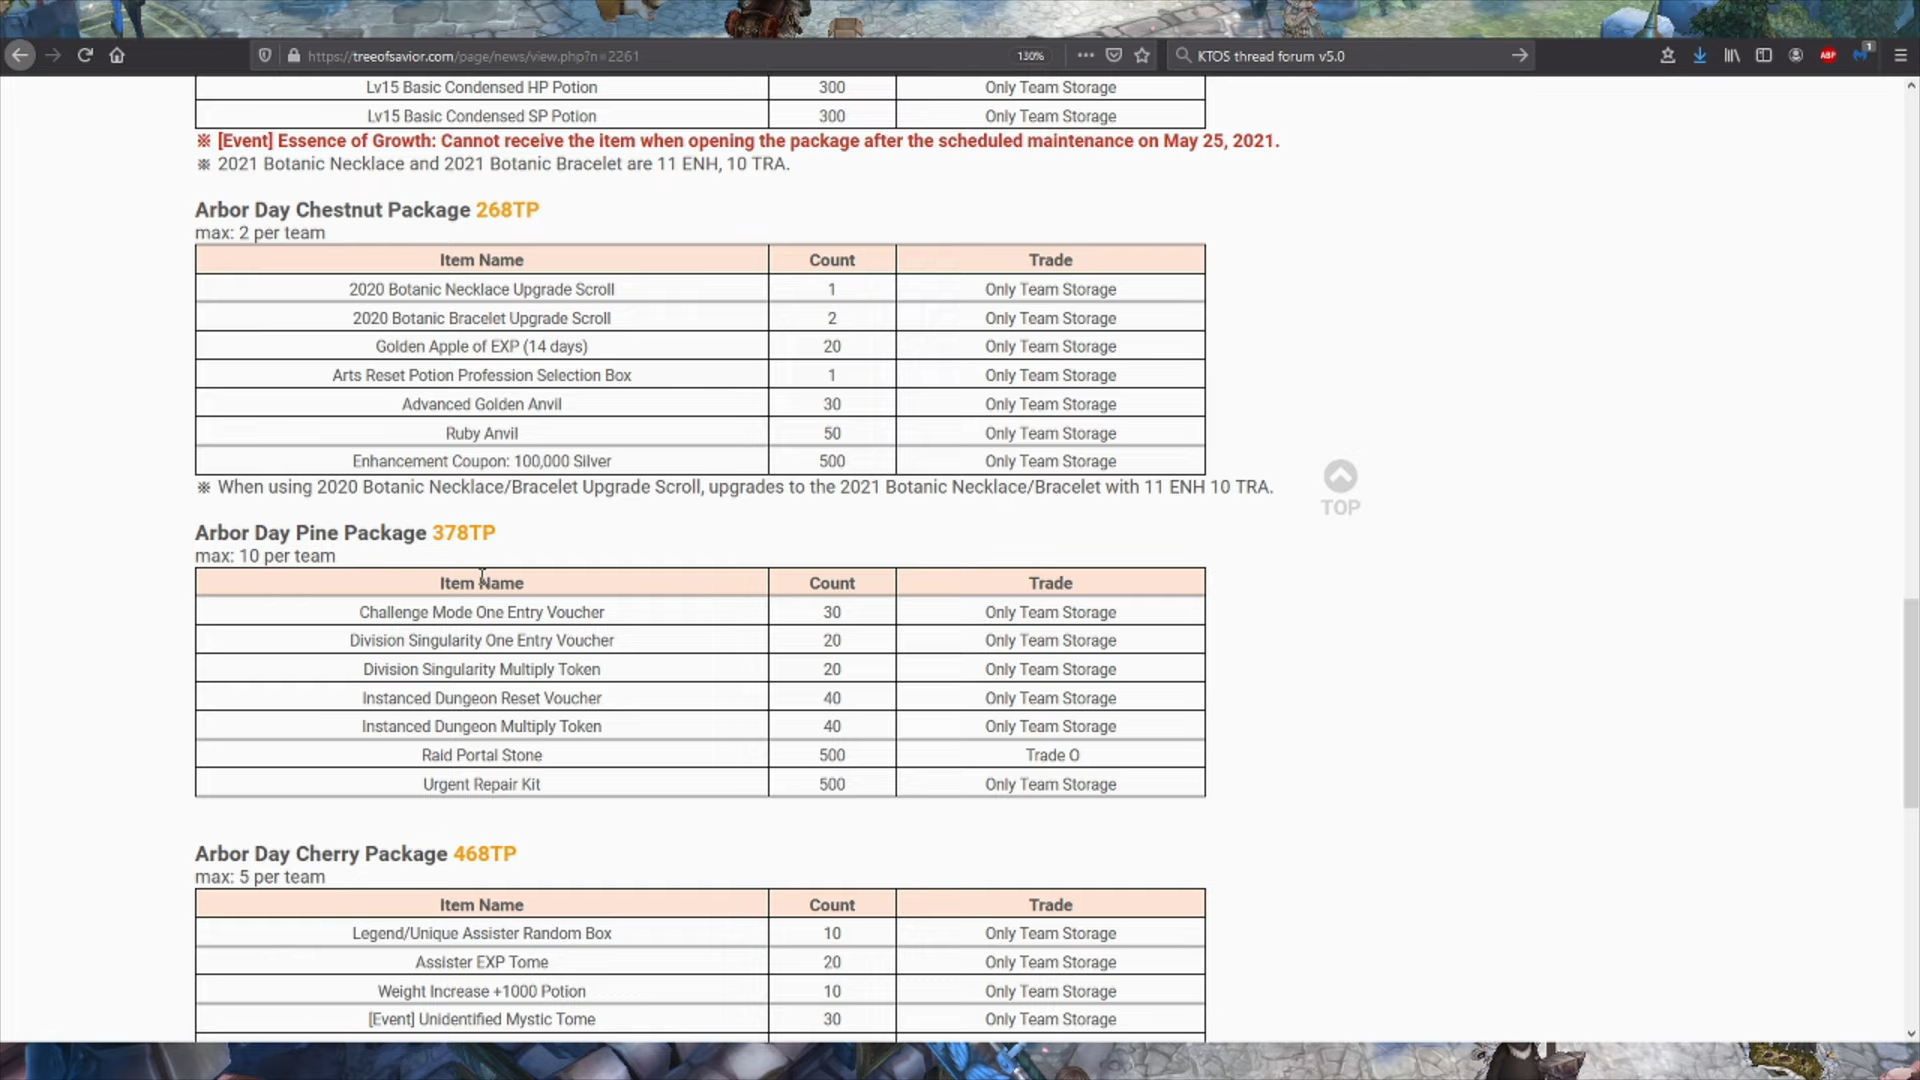 https://treeofsavior.com/page/news/view.php?n=2261
130%
KTOS thread forum v5.0
ABP
1
Lv15 Basic Condensed HP Potion 300 Only Team Storage
Lv15 Basic Condensed SP Potion 300 Only Team Storage
※ [Event] Essence of Growth: Cannot receive the item when opening the package after the scheduled maintenance on May 25, 2021.
※ 2021 Botanic Necklace and 2021 Botanic Bracelet are 11 ENH, 10 TRA.
Arbor Day Chestnut Package 268TP
max: 2 per team
Item Name Count Trade
2020 Botanic Necklace Upgrade Scroll 1 Only Team Storage
2020 Botanic Bracelet Upgrade Scroll 2 Only Team Storage
Golden Apple of EXP (14 days) 20 Only Team Storage
Arts Reset Potion Profession Selection Box 1 Only Team Storage
Advanced Golden Anvil 30 Only Team Storage
Ruby Anvil 50 Only Team Storage
Enhancement Coupon: 100,000 Silver 500 Only Team Storage
※ When using 2020 Botanic Necklace/Bracelet Upgrade Scroll, upgrades to the 2021 Botanic Necklace/Bracelet with 11 ENH 10 TRA.
TOP
Arbor Day Pine Package 378TP
max: 10 per team
Item Name Count Trade
Challenge Mode One Entry Voucher 30 Only Team Storage
Division Singularity One Entry Voucher 20 Only Team Storage
Division Singularity Multiply Token 20 Only Team Storage
Instanced Dungeon Reset Voucher 40 Only Team Storage
Instanced Dungeon Multiply Token 40 Only Team Storage
Raid Portal Stone 500 Trade O
Urgent Repair Kit 500 Only Team Storage
Arbor Day Cherry Package 468TP
max: 5 per team
Item Name Count Trade
Legend/Unique Assister Random Box 10 Only Team Storage
Assister EXP Tome 20 Only Team Storage
Weight Increase +1000 Potion 10 Only Team Storage
[Event] Unidentified Mystic Tome 30 Only Team Storage